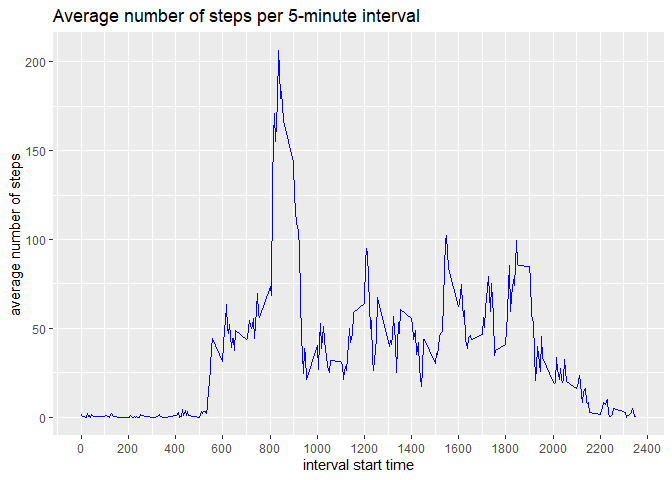 Average number of steps per 5-minute interval
average number of steps
200
150
100
50
0
0 200 400 600 800 1000 1200 1400 1600 1800 2000 2200 2400
interval start time